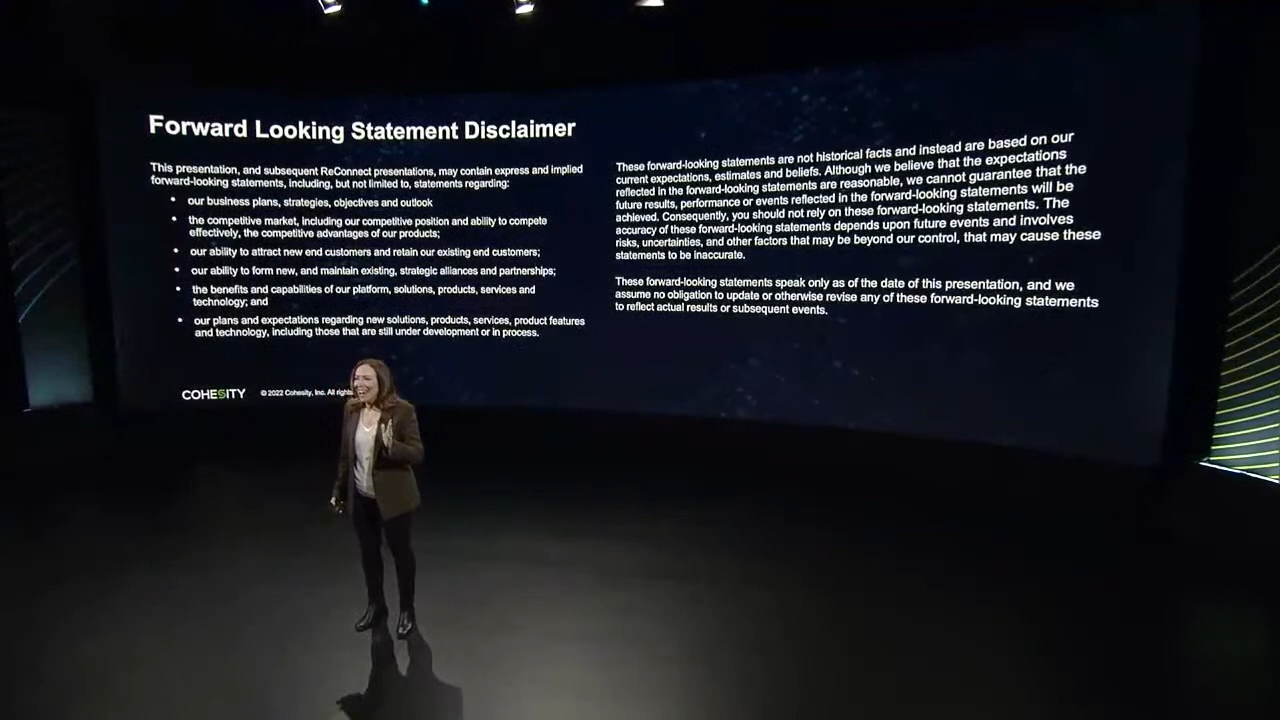 Forward Looking Statement Disclaimer
This presentation, and subsequent ReConnect presentations, may contain express and implied
forward-looking statements, including, but not limited to, statements regarding:
• our business plans, strategies, objectives and outlook
• the competitive market, including our competitive position and ability to compete
effectively, the competitive advantages of our products;
• our ability to attract new end customers and retain our existing end customers;
• our ability to form new, and maintain existing, strategic alliances and partnerships;
• the benefits and capabilities of our platform, solutions, products, services and
technology; and
• our plans and expectations regarding new solutions, products, services, product features
and technology, including those that are still under development or in process.
These forward-looking statements are not historical facts and instead are based on our
current expectations, estimates and beliefs. Although we believe that the expectations
reflected in the forward-looking statements are reasonable, we cannot guarantee that the
future results, performance or events reflected in the forward-looking statements will be
achieved. Consequently, you should not rely on these forward-looking statements. The
accuracy of these forward-looking statements depends upon future events and involves
risks, uncertainties, and other factors that may be beyond our control, that may cause these
statements to be inaccurate.
These forward-looking statements speak only as of the date of this presentation, and we
assume no obligation to update or otherwise revise any of these forward-looking statements
to reflect actual results or subsequent events.
COHESITY
© 2022 Cohesity, Inc. All rights